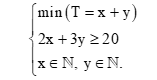 min(T = x + y)
2x + 3y ≥ 20
x ∈ ℕ, y ∈ ℕ.